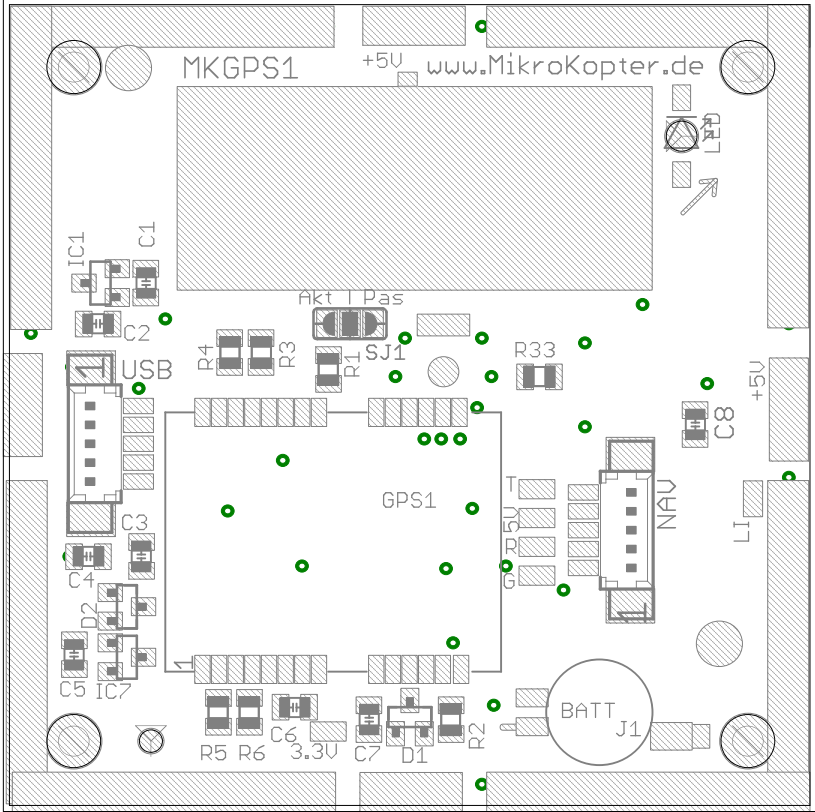 MKGPS1
+5V
www.MikroKopter.de
LED
IC1
C1
C2
Akt | Pas
SJ1
R4
R3
R1
R33
+5V
C8
1
USB
GPS1
T
5V
R
G
NAV
LI
C3
C4
D2
C5
IC7
1
1
R5
R6
C6
3.3V
C7
D1
R2
BATT
J1